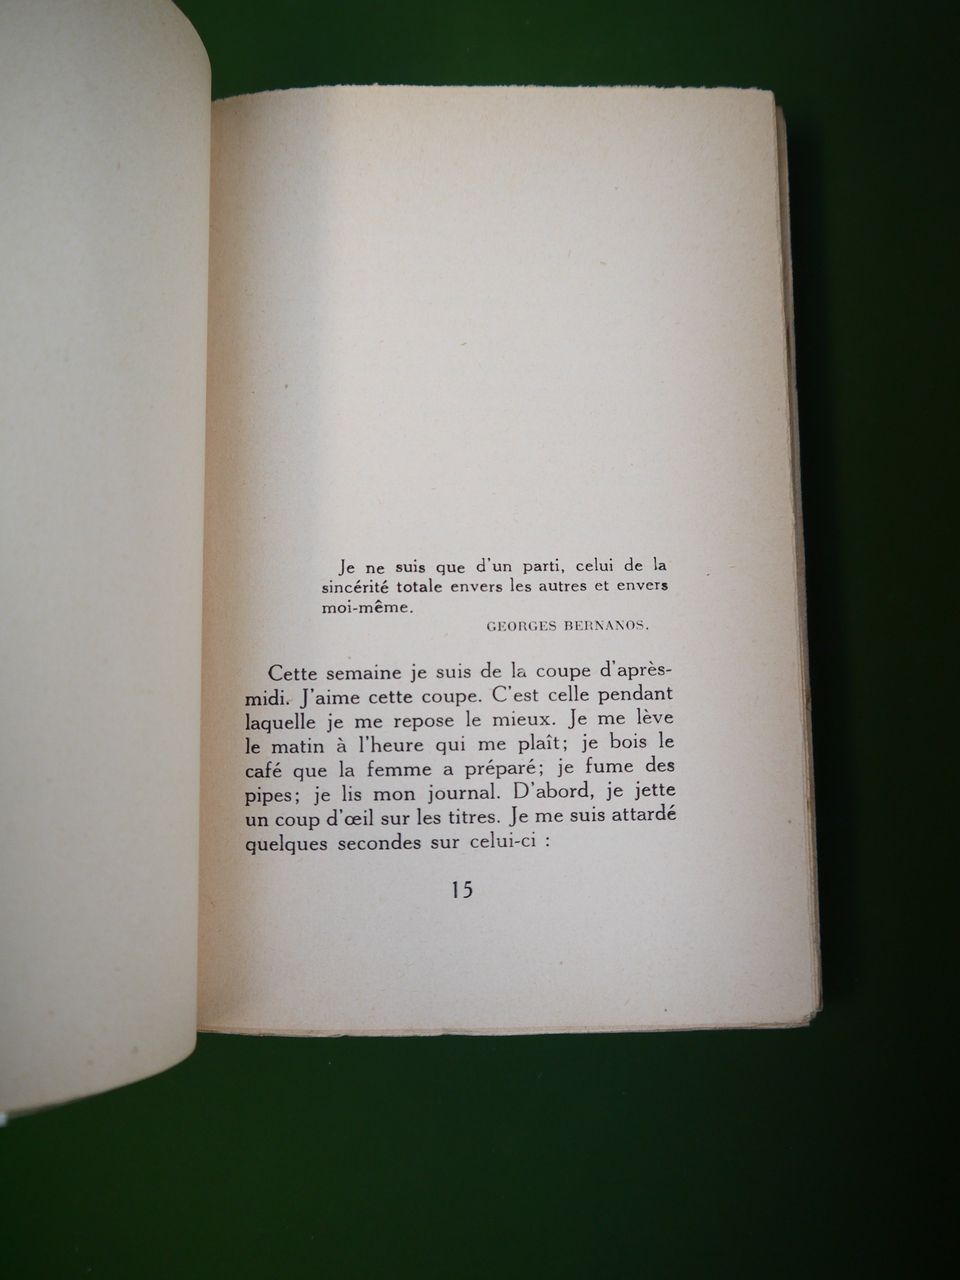 Je ne suis que d'un parti, celui de la
sincérité totale envers les autres et envers
moi-même.
GEORGES BERNANOS.
Cette semaine je suis de la coupe d'après-
midi. J'aime cette coupe. C'est celle pendant
laquelle je me repose le mieux. Je me lève
le matin à l'heure qui me plaît; je bois le
café que la femme a préparé; je fume des
pipes; je lis mon journal. D'abord, je jette
un coup d'œil sur les titres. Je me suis attardé
quelques secondes sur celui-ci :
15